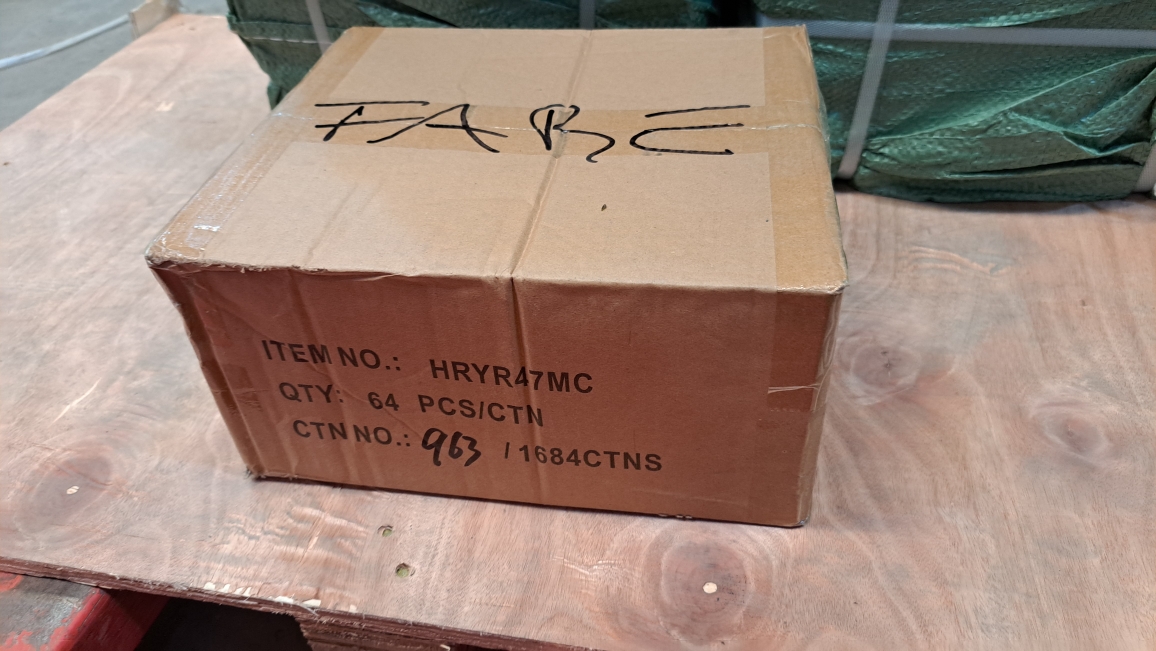 FARE
ITEM NO.: HRYR47MC
QTY: 64 PCS/CTN
CTN NO.: 963 / 1684CTNS